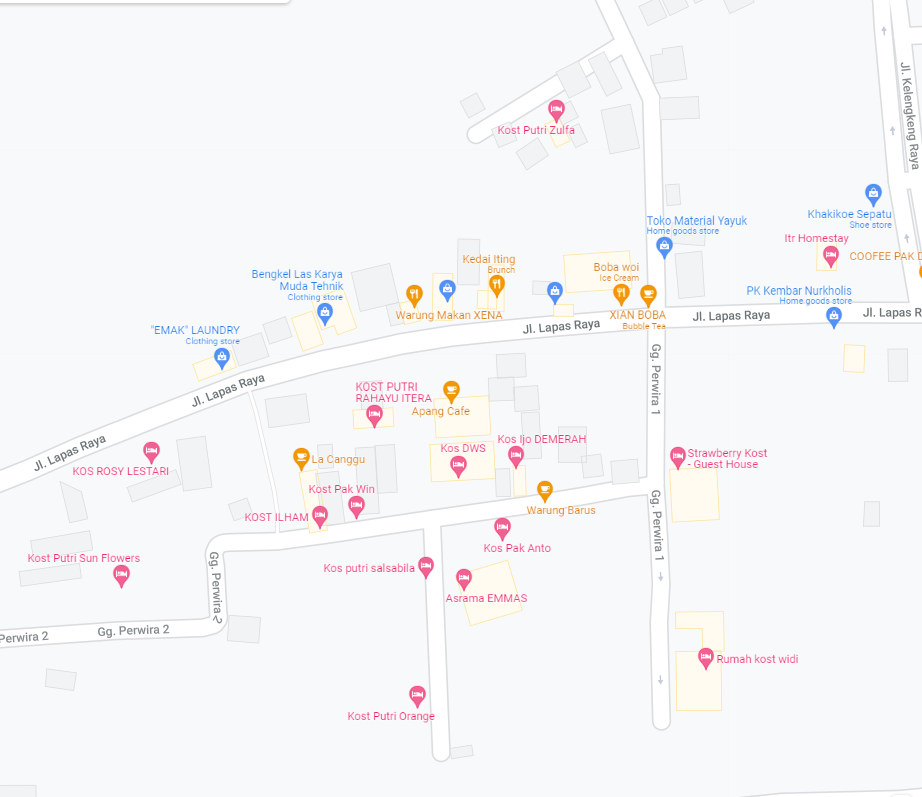 Jl. Kelengkeng Raya
Kost Putri Zulfa
Khakikoe Sepatu
Shoe store
Toko Material Yayuk
Home goods store
Itr Homestay
COOFEE PAK D
Kedai Iting
Brunch
Boba woi
Ice Cream
Bengkel Las Karya
Muda Tehnik
Clothing store
PK Kembar Nurkholis
Home goods store
Warung Makan XENA
XIAN BOBA
Bubble Tea
Jl. Lapas Raya
Jl. Lapas Raya
Jl. Lapas R
"EMAK" LAUNDRY
Clothing store
Jl. Lapas Raya
Gg. Perwira 1
KOST PUTRI
RAHAYU ITERA
Apang Cafe
Jl. Lapas Raya
Kos Ijo DEMERAH
Kos DWS
La Canggu
Strawberry Kost
- Guest House
KOS ROSY LESTARI
Kost Pak Win
Warung Barus
KOST ILHAM
Gg. Perwira 1
Kos Pak Anto
Kost Putri Sun Flowers
Kos putri salsabila
Gg. Perwira 2
Asrama EMMAS
Perwira 2
Gg. Perwira 2
Rumah kost widi
Kost Putri Orange